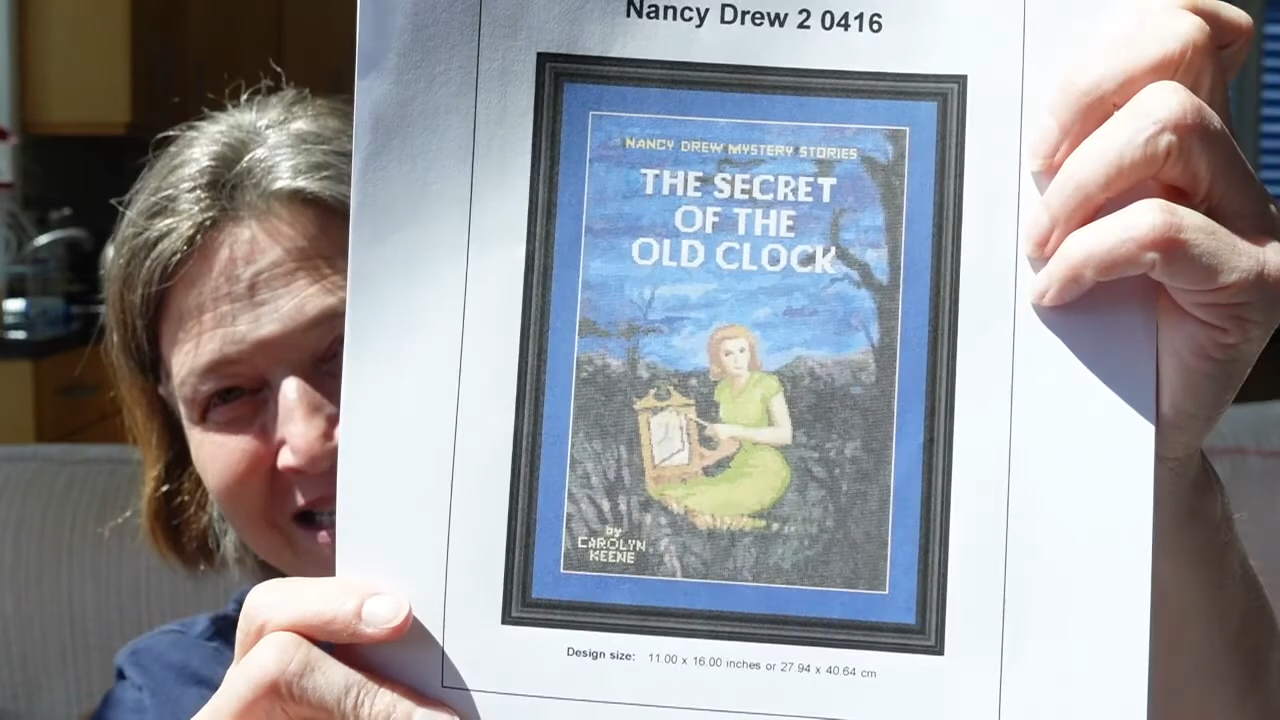 Nancy Drew 2 0416
NANCY DREW MYSTERY STORIES
THE SECRET
OF THE
OLD CLOCK
by
CAROLYN
KEENE
Design size: 11.00 x 16.00 inches or 27.94 x 40.64 cm